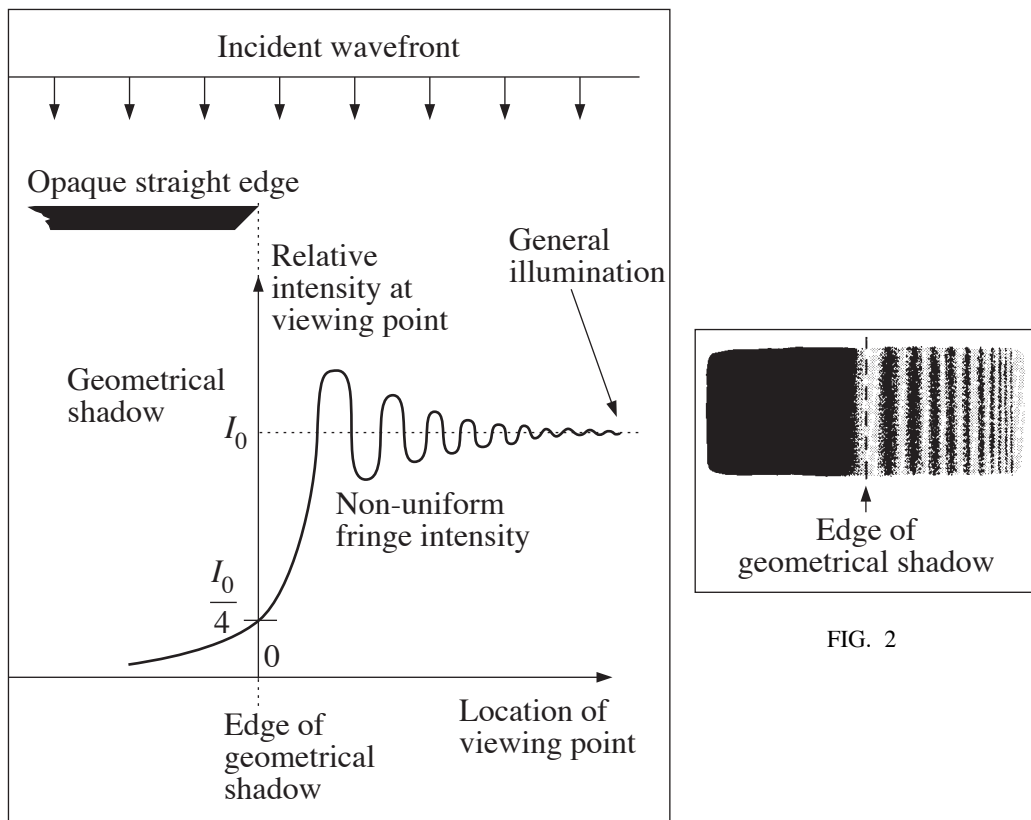 Incident wavefront
Opaque straight edge
Relative
intensity at
viewing point
General
illumination
Geometrical
shadow
I0
Non-uniform
fringe intensity
I0
4
0
Edge of
geometrical
shadow
Location of
viewing point
Edge of
geometrical shadow
FIG. 2